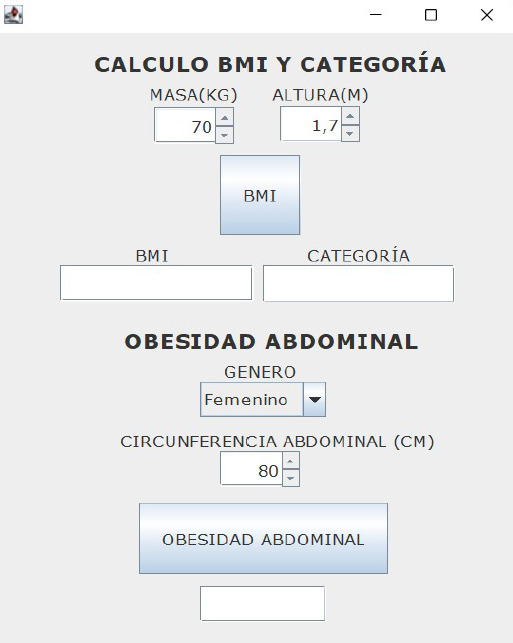 CALCULO BMI Y CATEGORÍA
MASA(KG) ALTURA(M)
70 1,7
BMI
BMI CATEGORÍA
OBESIDAD ABDOMINAL
GENERO
Femenino
CIRCUNFERENCIA ABDOMINAL (CM)
80
OBESIDAD ABDOMINAL